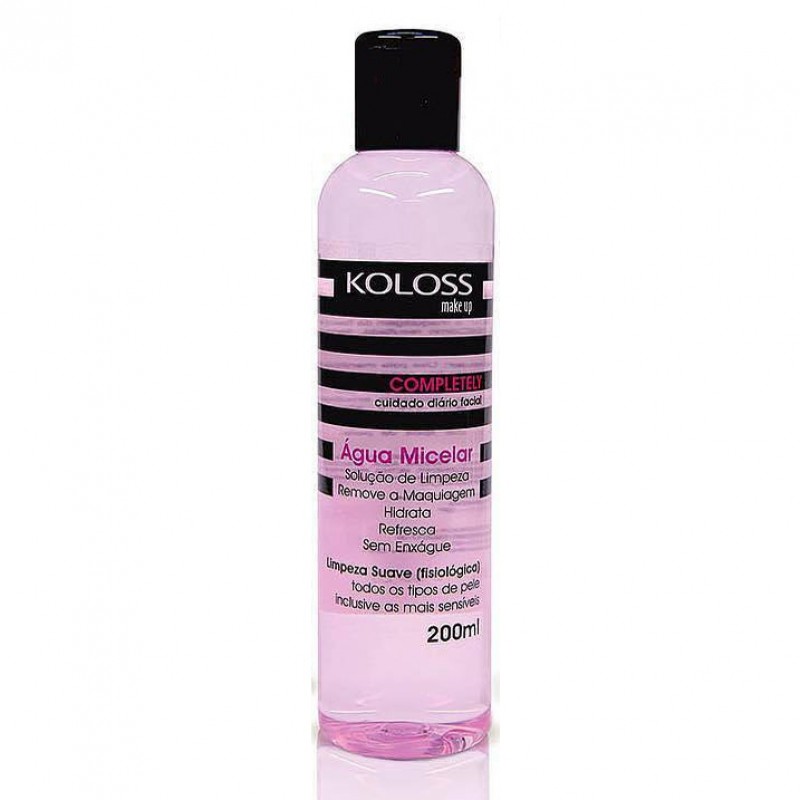 KOLOSS
make up
COMPLETELY
cuidado diário facial
Água Micelar
Solução de Limpeza
Remove a Maquiagem
Hidrata
Refresca
Sem Enxágue
Limpeza Suave (fisiológica)
todos os tipos de pele
inclusive as mais sensíveis
200ml